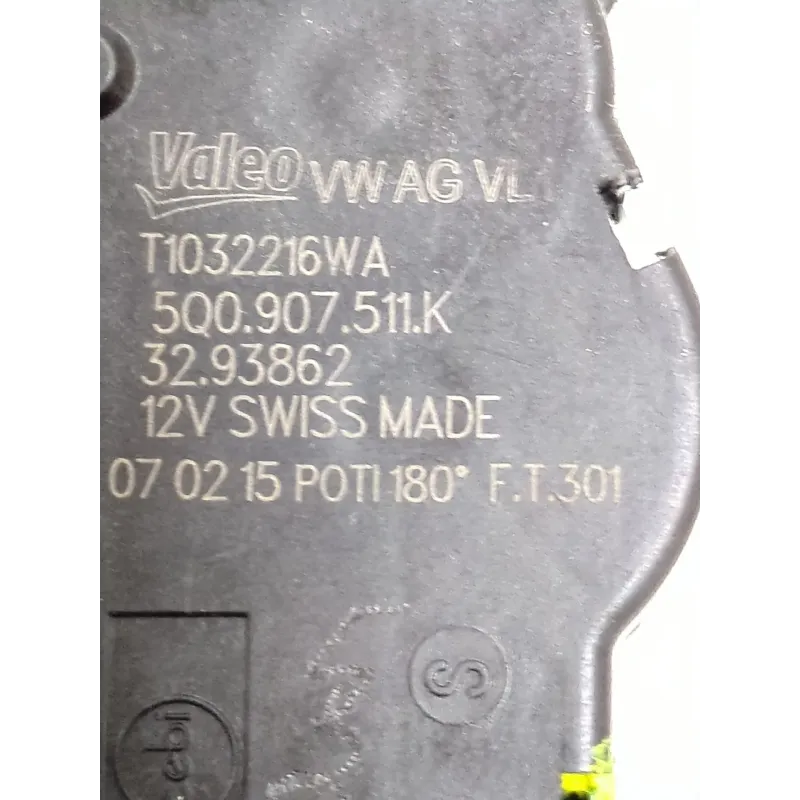 Valeo VW AG VL
T1032216WA
5Q0.907.511.K
32.93862
12V SWISS MADE
07 02 15 POTI 180° F.T.301
S
ebi